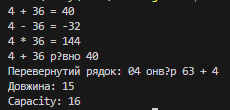 4 + 36 = 40
4 - 36 = -32
4 * 36 = 144
4 + 36 р?вно 40
Перевернутий рядок: 04 онв?р 63 + 4
Довжина: 15
Capacity: 16